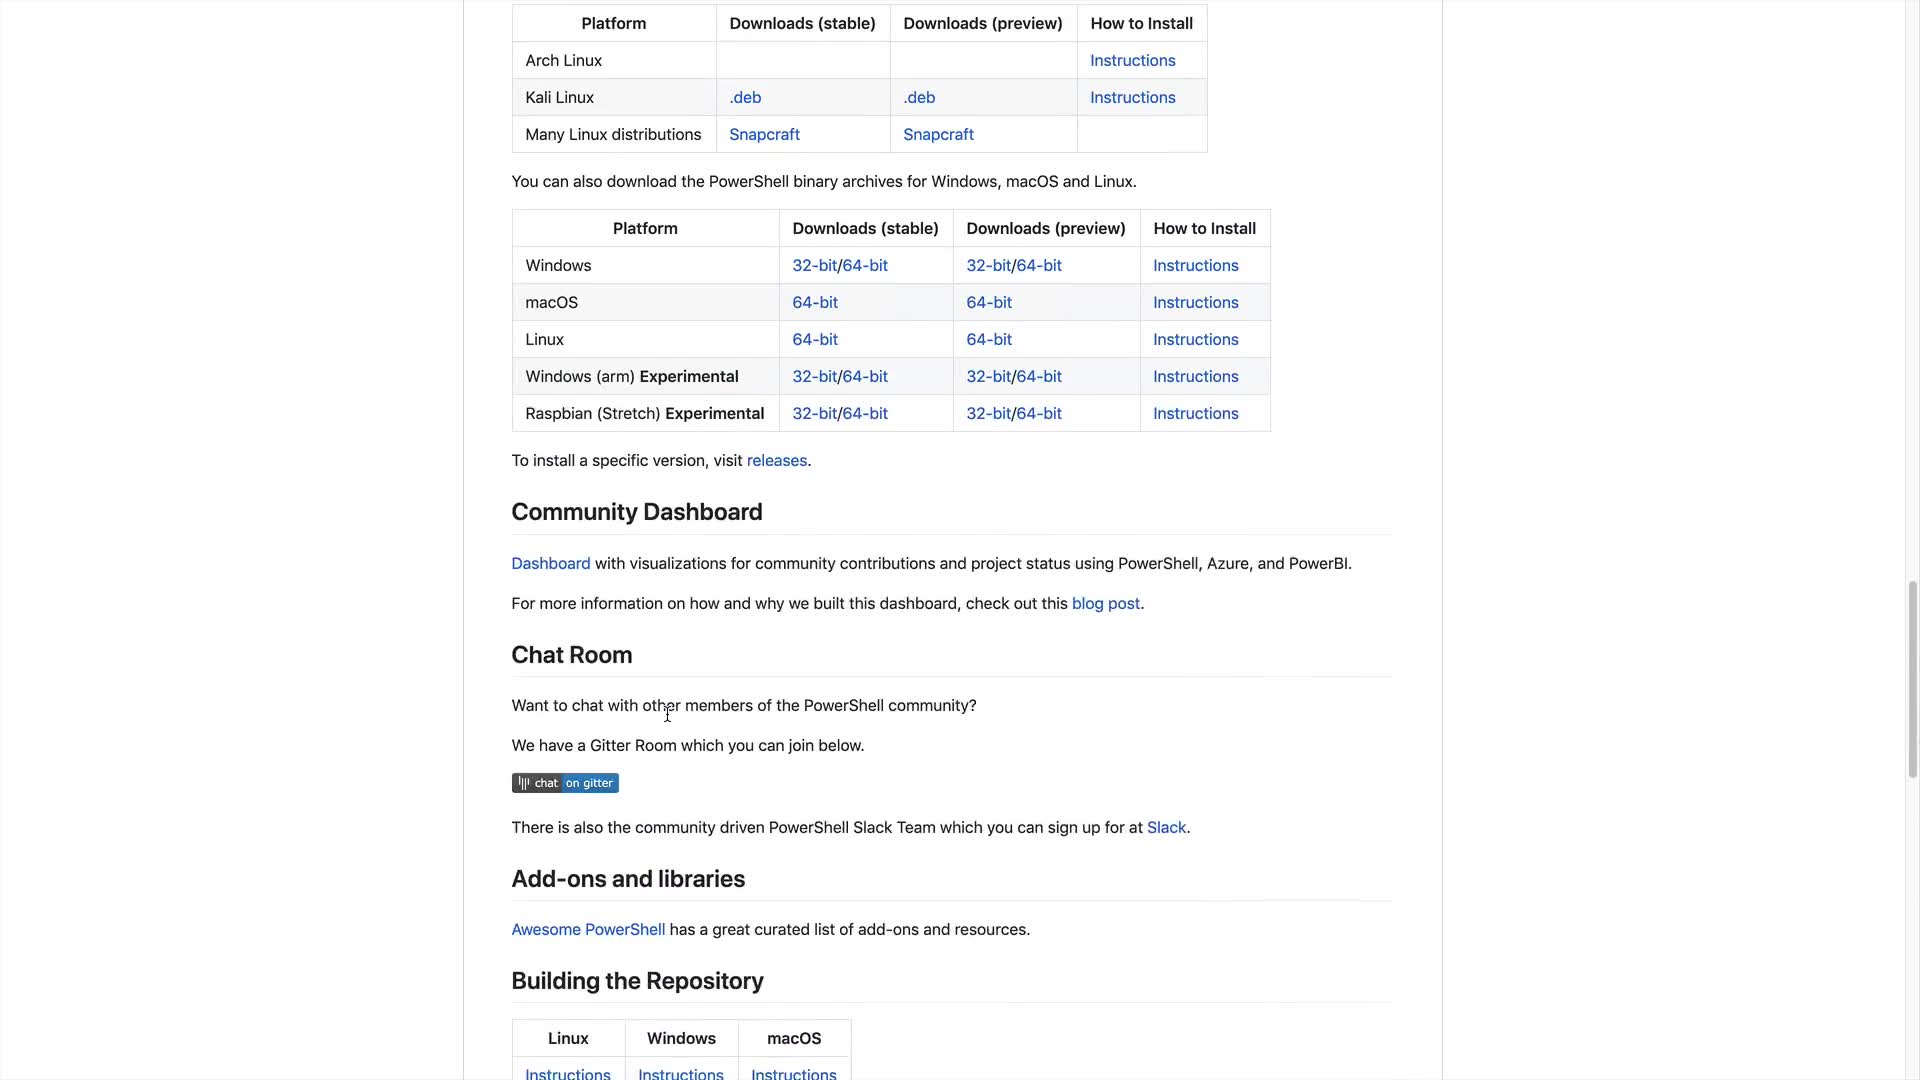 Platform Downloads (stable) Downloads (preview) How to Install
Arch Linux Instructions
Kali Linux .deb .deb Instructions
Many Linux distributions Snapcraft Snapcraft
You can also download the PowerShell binary archives for Windows, macOS and Linux.
Platform Downloads (stable) Downloads (preview) How to Install
Windows 32-bit/64-bit 32-bit/64-bit Instructions
macOS 64-bit 64-bit Instructions
Linux 64-bit 64-bit Instructions
Windows (arm) Experimental 32-bit/64-bit 32-bit/64-bit Instructions
Raspbian (Stretch) Experimental 32-bit/64-bit 32-bit/64-bit Instructions
To install a specific version, visit releases.
Community Dashboard
Dashboard with visualizations for community contributions and project status using PowerShell, Azure, and PowerBI.
For more information on how and why we built this dashboard, check out this blog post.
Chat Room
Want to chat with other members of the PowerShell community?
We have a Gitter Room which you can join below.
chat on gitter
There is also the community driven PowerShell Slack Team which you can sign up for at Slack.
Add-ons and libraries
Awesome PowerShell has a great curated list of add-ons and resources.
Building the Repository
Linux Windows macOS
Instructions Instructions Instructions